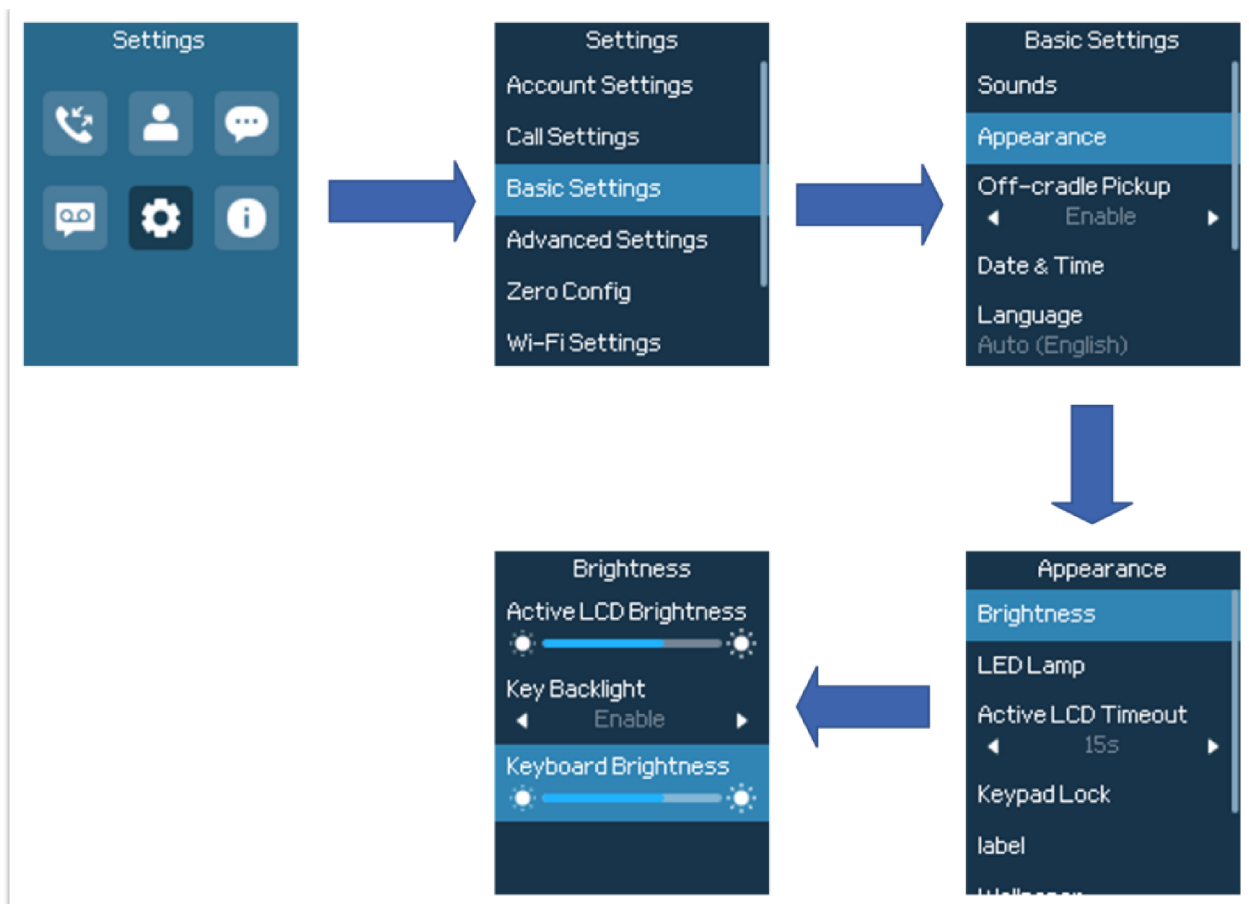 Settings
Settings
Account Settings
Call Settings
Basic Settings
Advanced Settings
Zero Config
Wi-Fi Settings
Basic Settings
Sounds
Appearance
Off-cradle Pickup
Enable
Date & Time
Language
Auto (English)
Appearance
Brightness
LED Lamp
Active LCD Timeout
15s
Keypad Lock
label
Brightness
Active LCD Brightness
Key Backlight
Enable
Keyboard Brightness